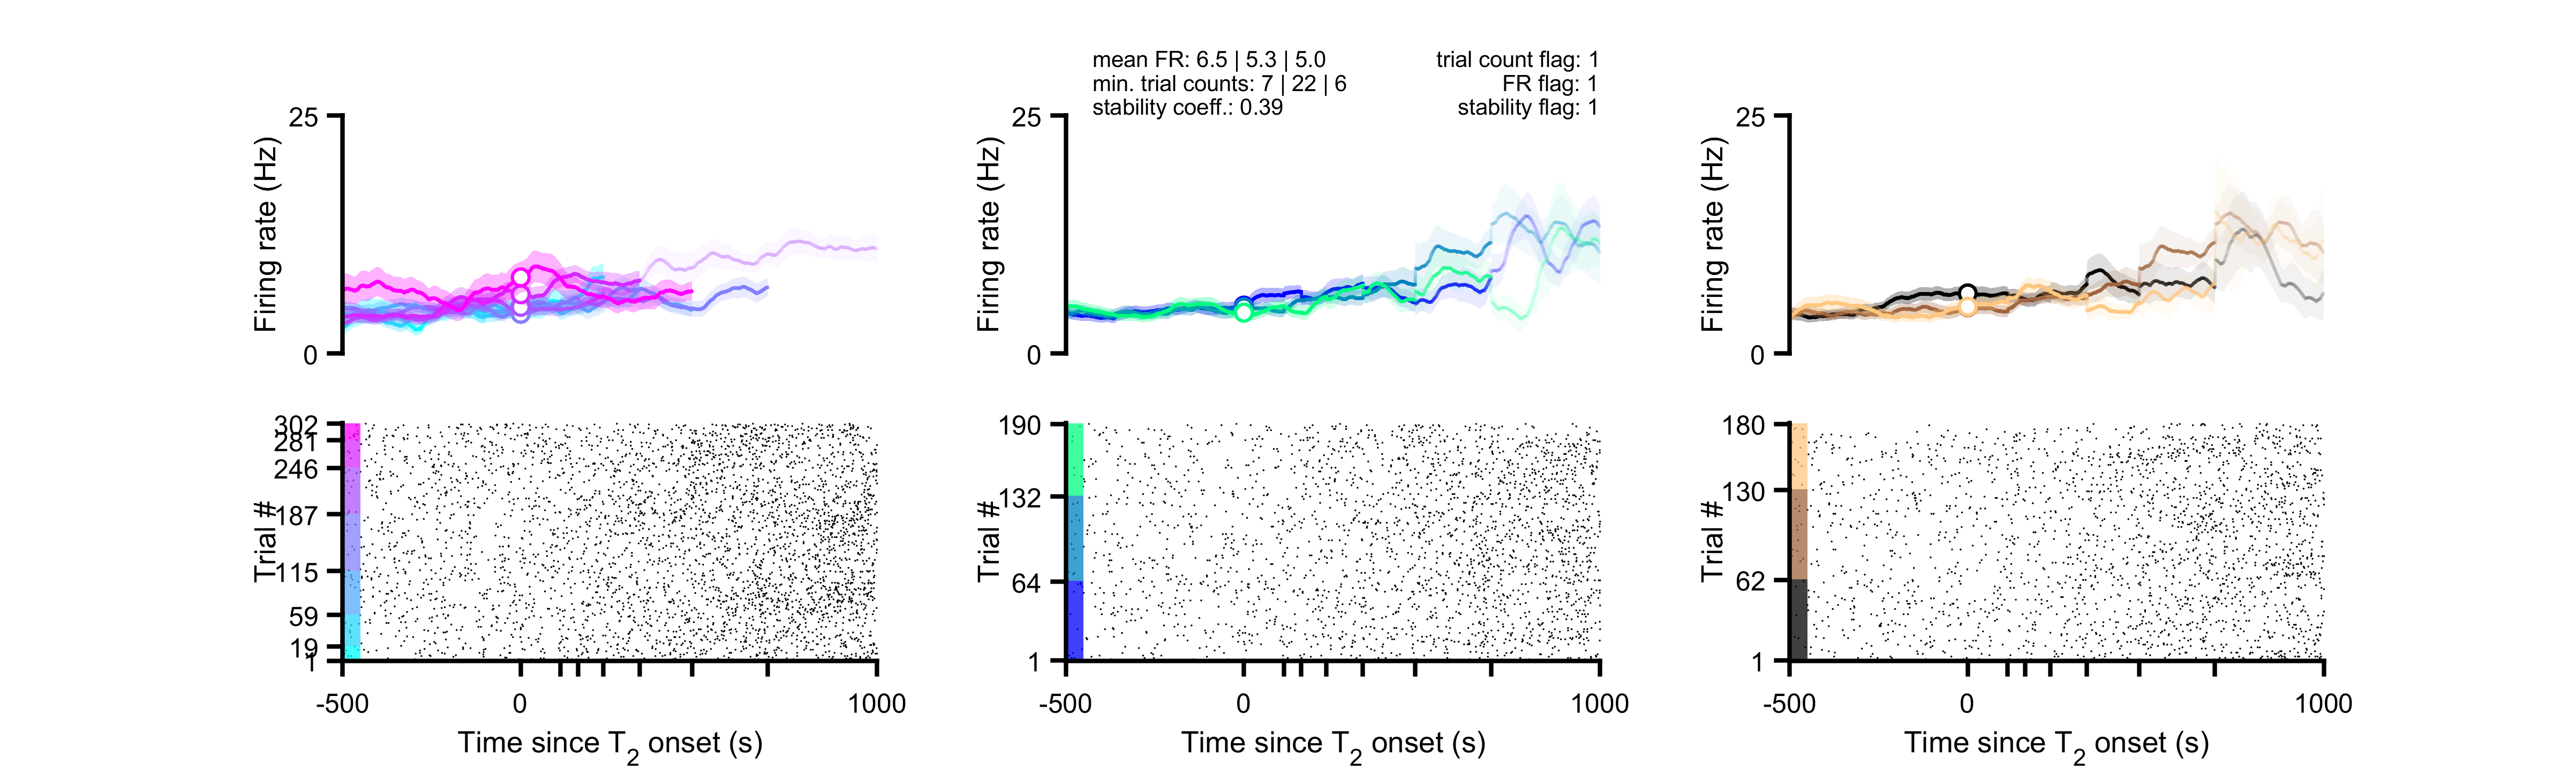 mean FR: 6.5 | 5.3 | 5.0
min. trial counts: 7 | 22 | 6
stability coeff.: 0.39
trial count flag: 1
FR flag: 1
stability flag: 1
25
Firing rate (Hz)
0
25
Firing rate (Hz)
0
25
Firing rate (Hz)
0
302
281
246
187
115
59
19
1
Trial #
-500
0
1000
Time since T2 onset (s)
190
132
64
1
Trial #
-500
0
1000
Time since T2 onset (s)
180
130
62
1
Trial #
-500
0
1000
Time since T2 onset (s)